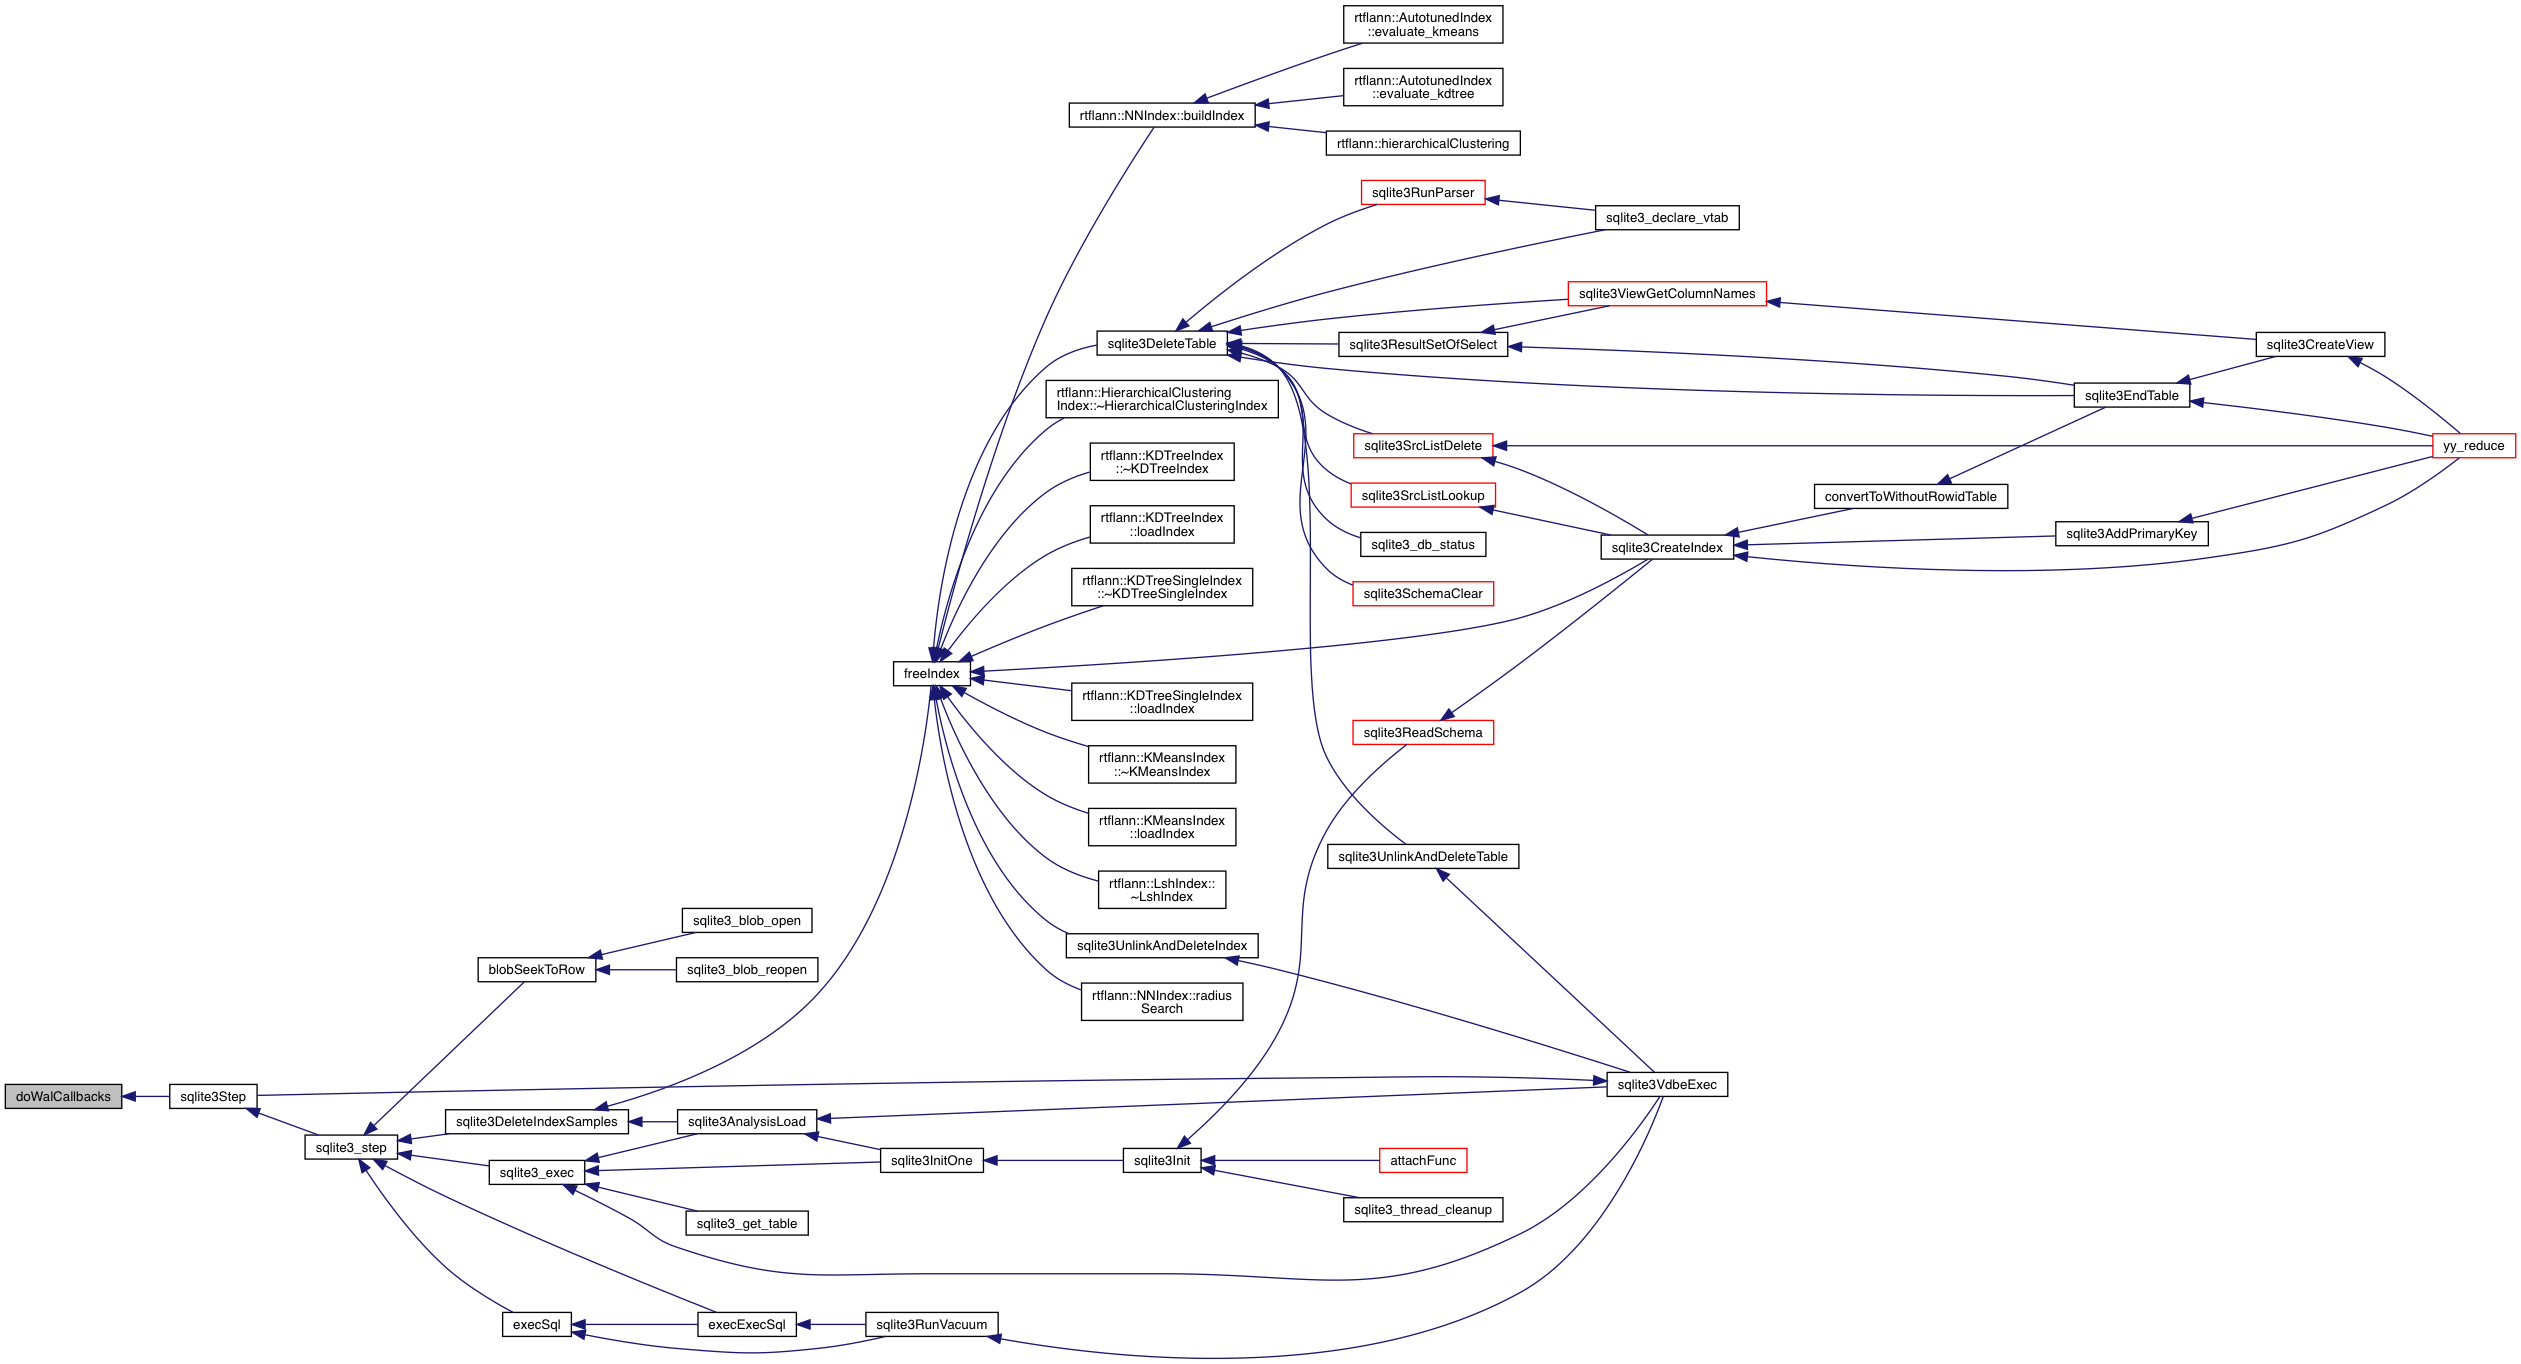 rtflann::AutotunedIndex
::evaluate_kmeans
rtflann::AutotunedIndex
::evaluate_kdtree
rtflann::NNIndex::buildIndex
rtflann::hierarchicalClustering
sqlite3RunParser
sqlite3_declare_vtab
sqlite3ViewGetColumnNames
sqlite3DeleteTable
sqlite3ResultSetOfSelect
sqlite3CreateView
rtflann::HierarchicalClustering
Index::~HierarchicalClusteringIndex
sqlite3EndTable
rtflann::KDTreeIndex
::~KDTreeIndex
sqlite3SrcListDelete
yy_reduce
sqlite3SrcListLookup
convertToWithoutRowidTable
rtflann::KDTreeIndex
::loadIndex
sqlite3_db_status
sqlite3CreateIndex
sqlite3AddPrimaryKey
rtflann::KDTreeSingleIndex
::~KDTreeSingleIndex
sqlite3SchemaClear
freeIndex
rtflann::KDTreeSingleIndex
::loadIndex
sqlite3ReadSchema
rtflann::KMeansIndex
::~KMeansIndex
rtflann::KMeansIndex
::loadIndex
sqlite3UnlinkAndDeleteTable
rtflann::LshIndex::
~LshIndex
sqlite3_blob_open
sqlite3UnlinkAndDeleteIndex
blobSeekToRow
sqlite3_blob_reopen
rtflann::NNIndex::radius
Search
doWalCallbacks
sqlite3Step
sqlite3VdbeExec
sqlite3DeleteIndexSamples
sqlite3AnalysisLoad
sqlite3_step
sqlite3_exec
sqlite3InitOne
sqlite3Init
attachFunc
sqlite3_get_table
sqlite3_thread_cleanup
execSql
execExecSql
sqlite3RunVacuum